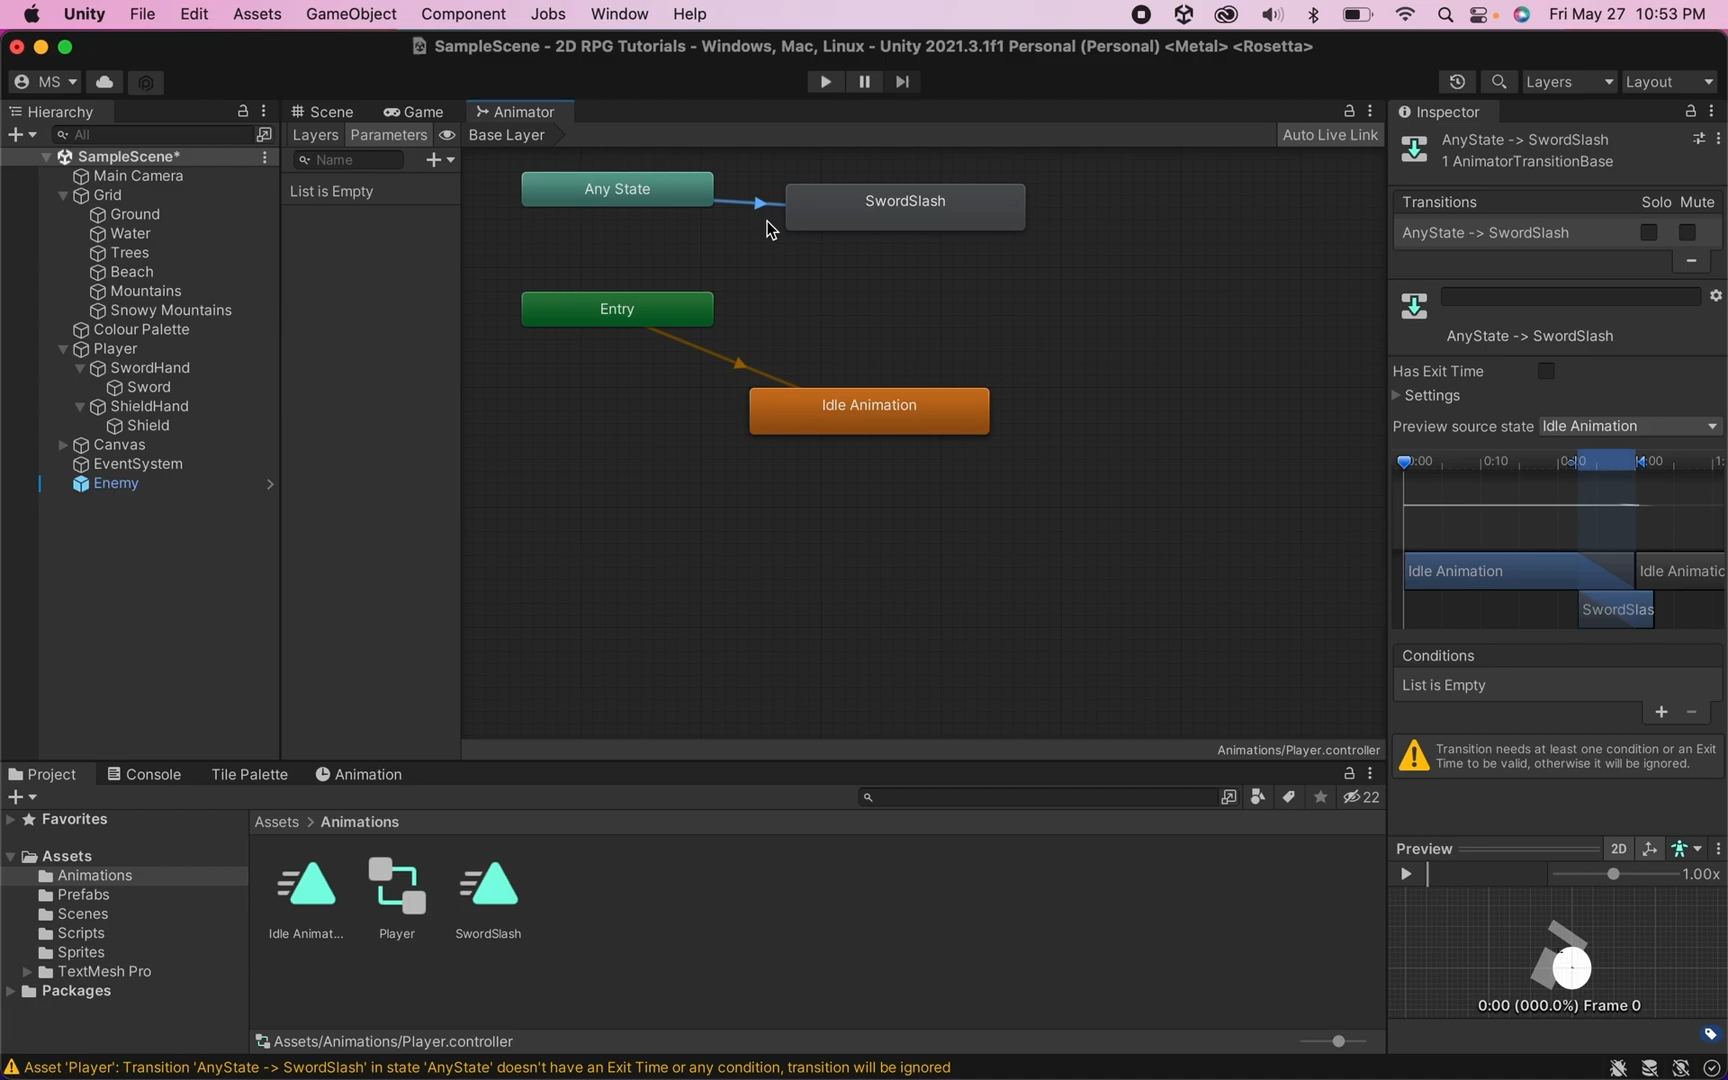 Unity File Edit Assets GameObject Component Jobs Window Help Fri May 27 10:53 PM
SampleScene - 2D RPG Tutorials - Windows, Mac, Linux - Unity 2021.3.1f1 Personal (Personal) <Metal> <Rosetta>
MS Layers Layout
Hierarchy
All
SampleScene*
Main Camera
Grid
Ground
Water
Trees
Beach
Mountains
Snowy Mountains
Colour Palette
Player
SwordHand
Sword
ShieldHand
Shield
Canvas
EventSystem
Enemy
Scene Game Animator
Layers Parameters Base Layer Auto Live Link
Name
List is Empty
Any State
SwordSlash
Entry
Idle Animation
Animations/Player.controller
Inspector
AnyState -> SwordSlash
1 AnimatorTransitionBase
Transitions Solo Mute
AnyState -> SwordSlash
AnyState -> SwordSlash
Has Exit Time
Settings
Preview source state Idle Animation
0:10
Idle Animation Idle Animatic
SwordSlas
Conditions
List is Empty
Transition needs at least one condition or an Exit
Time to be valid, otherwise it will be ignored.
Preview 2D
1.00x
0:00 (000.0%) Frame 0
Project Console Tile Palette Animation
22
Favorites
Assets
Animations
Prefabs
Scenes
Scripts
Sprites
TextMesh Pro
Packages
Assets > Animations
Idle Animat... Player SwordSlash
Assets/Animations/Player.controller
Asset 'Player': Transition 'AnyState -> SwordSlash' in state 'AnyState' doesn't have an Exit Time or any condition, transition will be ignored